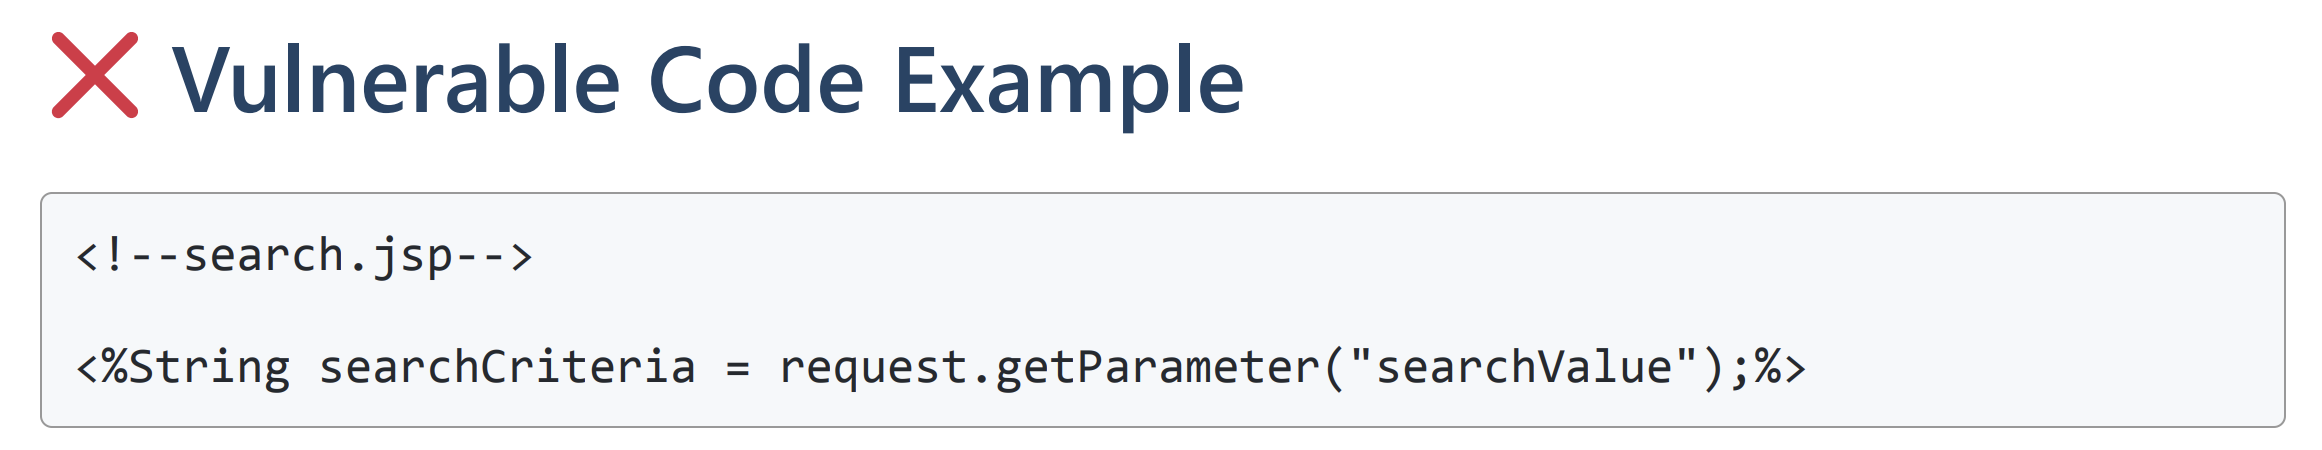 ❌ Vulnerable Code Example
<!--search.jsp-->
<%String searchCriteria = request.getParameter("searchValue");%>